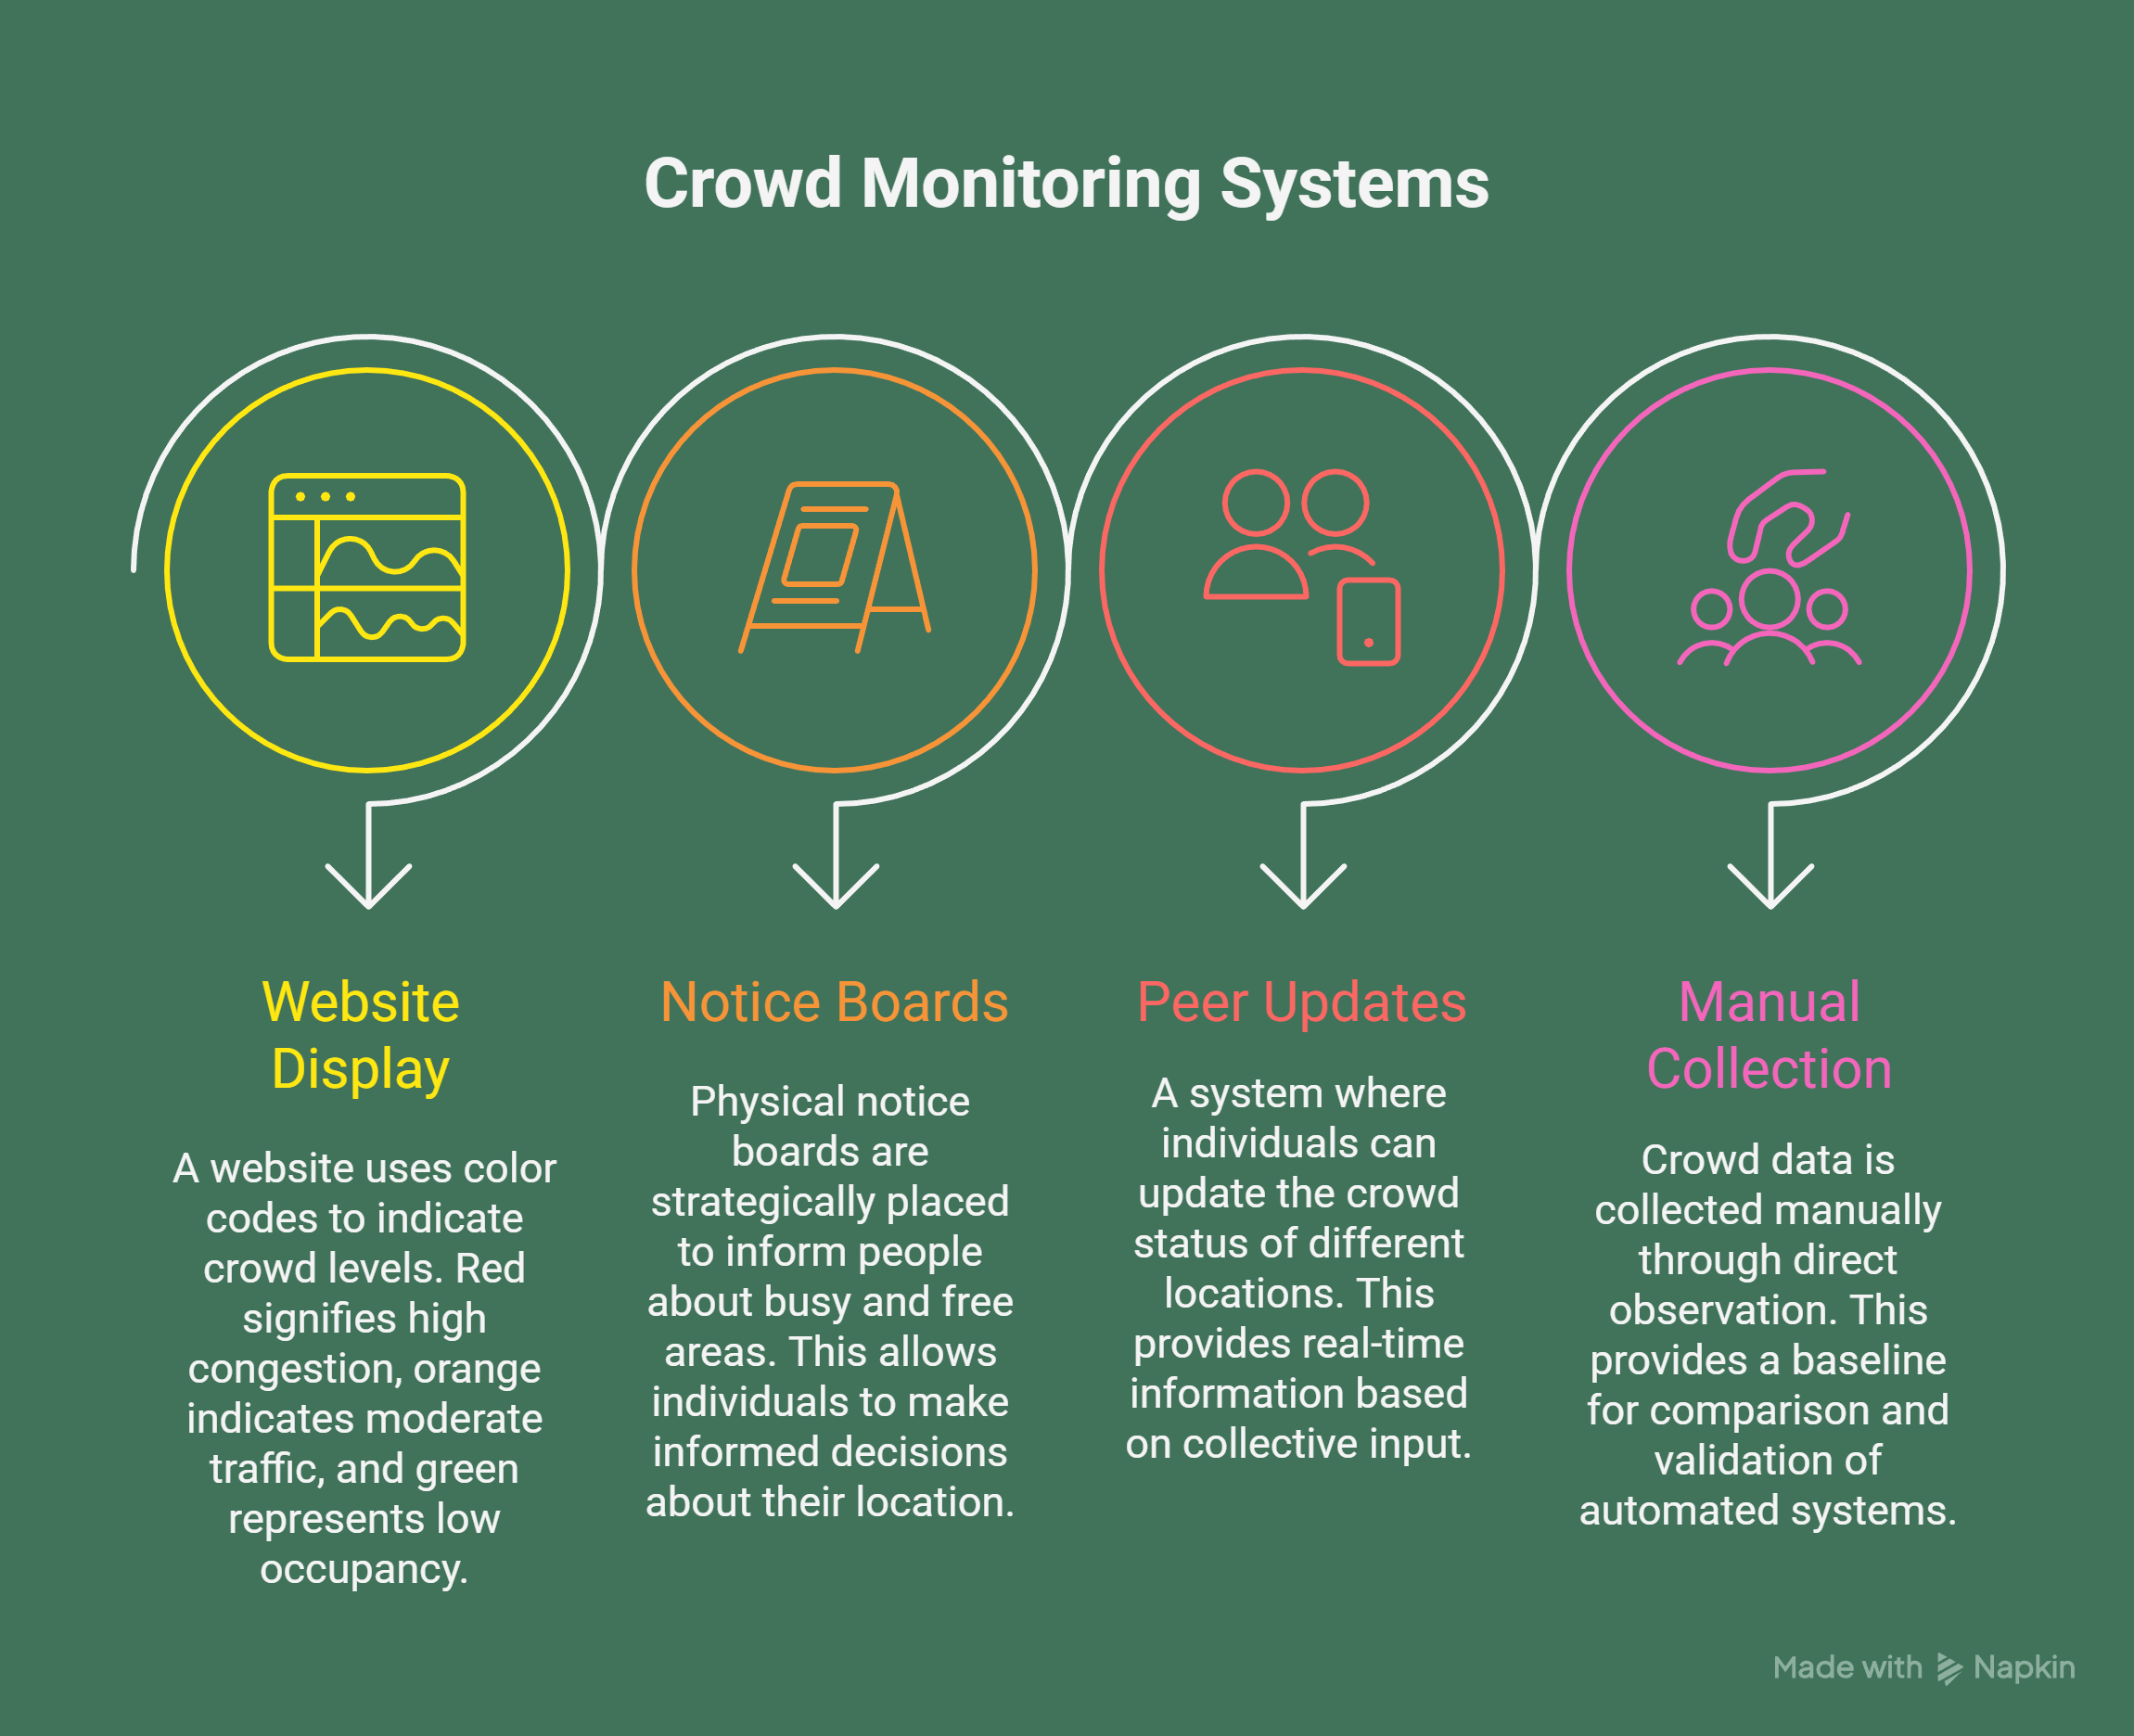 Crowd Monitoring Systems
Website
Display
A website uses color
codes to indicate
crowd levels. Red
signifies high
congestion, orange
indicates moderate
traffic, and green
represents low
occupancy.
Notice Boards
Physical notice
boards are
strategically placed
to inform people
about busy and free
areas. This allows
individuals to make
informed decisions
about their location.
Peer Updates
A system where
individuals can
update the crowd
status of different
locations. This
provides real-time
information based
on collective input.
Manual
Collection
Crowd data is
collected manually
through direct
observation. This
provides a baseline
for comparison and
validation of
automated systems.
Made with Napkin